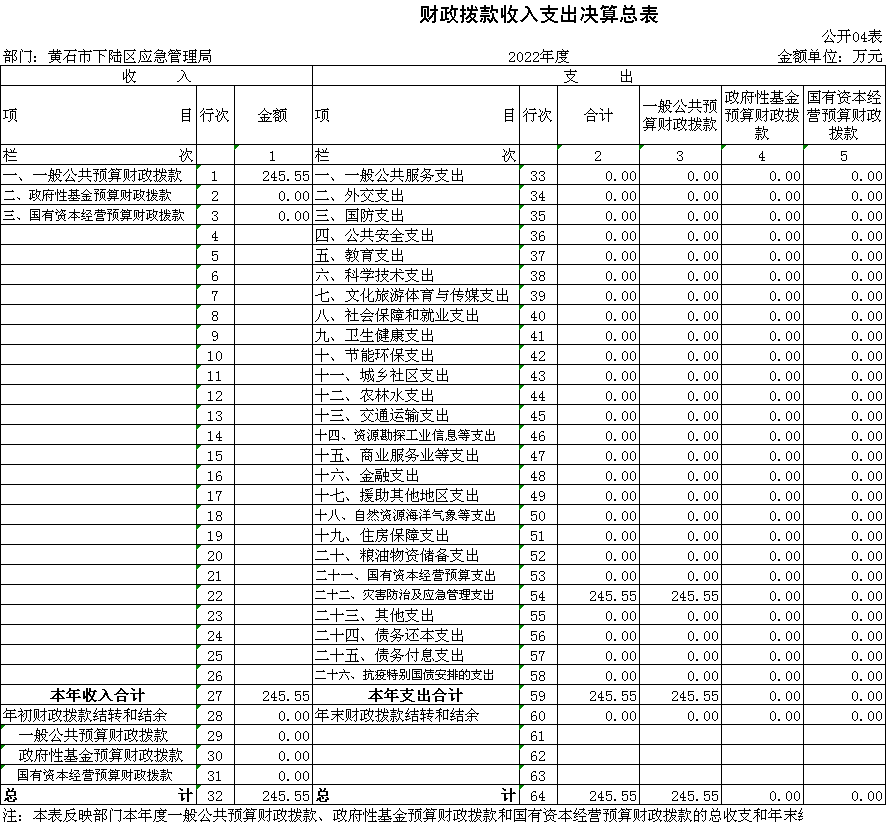 财政拨款收入支出决算总表
公开04表
部门：黄石市下陆区应急管理局 2022年度 金额单位：万元
收 入 支 出
项 目 行次 金额 项 目 行次 合计 一般公共预算财政拨款 政府性基金预算财政拨款 国有资本经营预算财政拨款
栏 次 1 栏 次 2 3 4 5
一、一般公共预算财政拨款 1 245.55 一、一般公共服务支出 33 0.00 0.00 0.00 0.00
二、政府性基金预算财政拨款 2 0.00 二、外交支出 34 0.00 0.00 0.00 0.00
三、国有资本经营预算财政拨款 3 0.00 三、国防支出 35 0.00 0.00 0.00 0.00
4 四、公共安全支出 36 0.00 0.00 0.00 0.00
5 五、教育支出 37 0.00 0.00 0.00 0.00
6 六、科学技术支出 38 0.00 0.00 0.00 0.00
7 七、文化旅游体育与传媒支出 39 0.00 0.00 0.00 0.00
8 八、社会保障和就业支出 40 0.00 0.00 0.00 0.00
9 九、卫生健康支出 41 0.00 0.00 0.00 0.00
10 十、节能环保支出 42 0.00 0.00 0.00 0.00
11 十一、城乡社区支出 43 0.00 0.00 0.00 0.00
12 十二、农林水支出 44 0.00 0.00 0.00 0.00
13 十三、交通运输支出 45 0.00 0.00 0.00 0.00
14 十四、资源勘探工业信息等支出 46 0.00 0.00 0.00 0.00
15 十五、商业服务业等支出 47 0.00 0.00 0.00 0.00
16 十六、金融支出 48 0.00 0.00 0.00 0.00
17 十七、援助其他地区支出 49 0.00 0.00 0.00 0.00
18 十八、自然资源海洋气象等支出 50 0.00 0.00 0.00 0.00
19 十九、住房保障支出 51 0.00 0.00 0.00 0.00
20 二十、粮油物资储备支出 52 0.00 0.00 0.00 0.00
21 二十一、国有资本经营预算支出 53 0.00 0.00 0.00 0.00
22 二十二、灾害防治及应急管理支出 54 245.55 245.55 0.00 0.00
23 二十三、其他支出 55 0.00 0.00 0.00 0.00
24 二十四、债务还本支出 56 0.00 0.00 0.00 0.00
25 二十五、债务付息支出 57 0.00 0.00 0.00 0.00
26 二十六、抗疫特别国债安排的支出 58 0.00 0.00 0.00 0.00
本年收入合计 27 245.55 本年支出合计 59 245.55 245.55 0.00 0.00
年初财政拨款结转和结余 28 0.00 年末财政拨款结转和结余 60 0.00 0.00 0.00 0.00
一般公共预算财政拨款 29 0.00 61
政府性基金预算财政拨款 30 0.00 62
国有资本经营预算财政拨款 31 0.00 63
总 计 32 245.55 总 计 64 245.55 245.55 0.00 0.00
注：本表反映部门本年度一般公共预算财政拨款、政府性基金预算财政拨款和国有资本经营预算财政拨款的总收支和年末